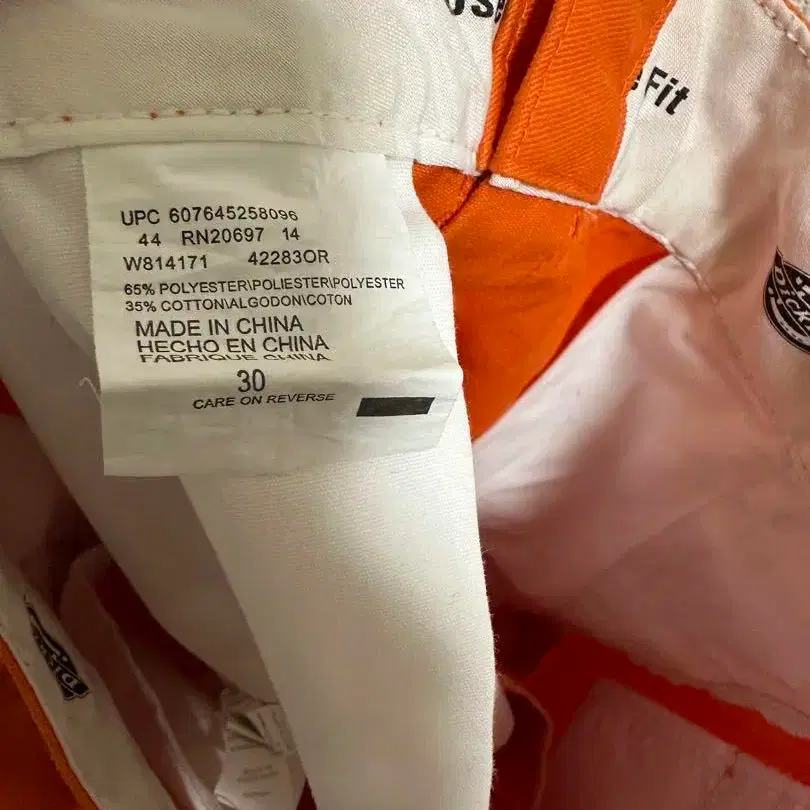 Fit
UPC 607645258096
44 RN20697 14
W814171 42283OR
65% POLYESTER\POLIESTER\POLYESTER
35% COTTON\ALGODON\COTON
MADE IN CHINA
HECHO EN CHINA
FABRIQUE CHINA
30
CARE ON REVERSE